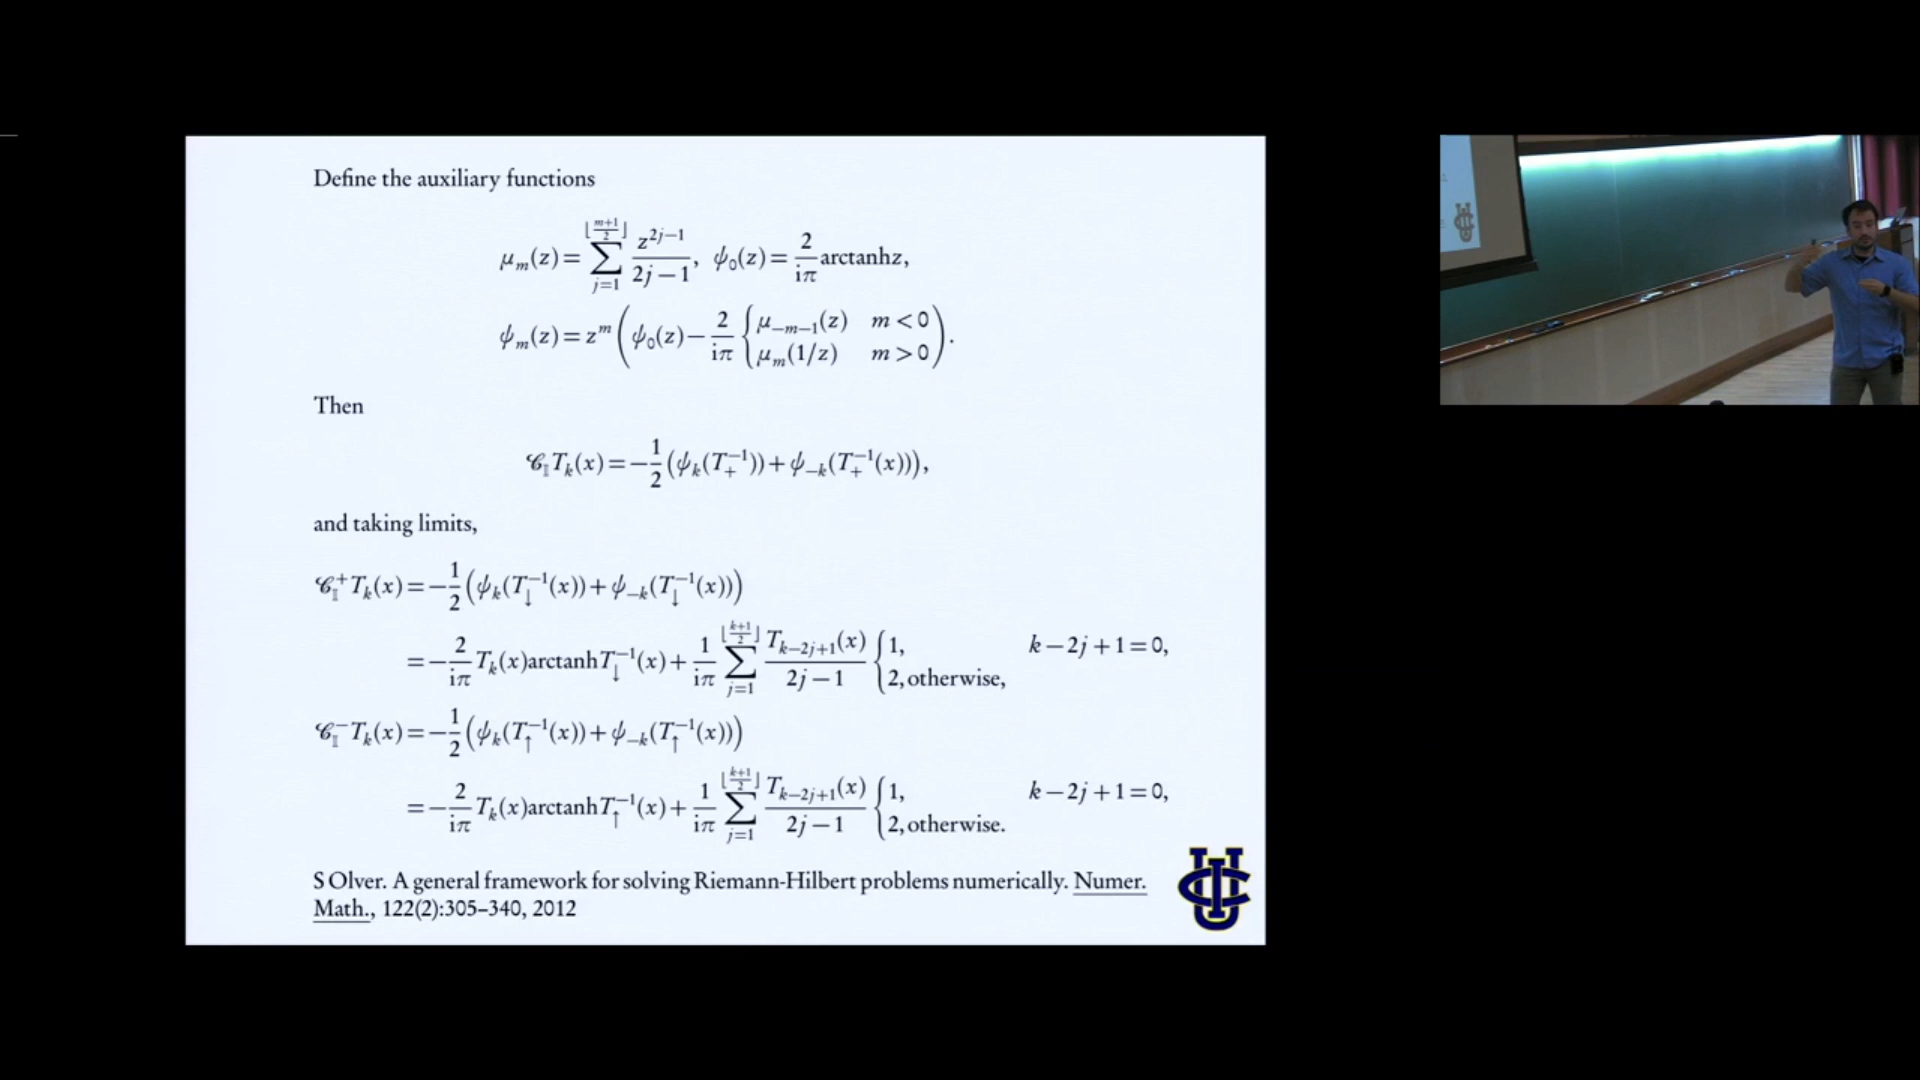 Define the auxiliary functions
μ_m(z) = ∑_{j=1}^{⌊(m+1)/2⌋} z^{2j−1}/(2j−1), ψ_0(z) = (2/iπ) arctanh z,
ψ_m(z) = z^m (ψ_0(z) − (2/iπ) { μ_{−m−1}(z) m < 0; μ_m(1/z) m > 0 ).
Then
𝒞_𝕀 T_k(x) = −(1/2)(ψ_k(T_+^{−1})) + ψ_{−k}(T_+^{−1}(x))),
and taking limits,
𝒞_𝕀^+ T_k(x) = −(1/2)(ψ_k(T_↓^{−1}(x)) + ψ_{−k}(T_↓^{−1}(x)))
= −(2/iπ) T_k(x) arctanh T_↓^{−1}(x) + (1/iπ) ∑_{j=1}^{⌊(k+1)/2⌋} T_{k−2j+1}(x)/(2j−1) { 1, k − 2j + 1 = 0, 2, otherwise,
𝒞_𝕀^− T_k(x) = −(1/2)(ψ_k(T_↑^{−1}(x)) + ψ_{−k}(T_↑^{−1}(x)))
= −(2/iπ) T_k(x) arctanh T_↑^{−1}(x) + (1/iπ) ∑_{j=1}^{⌊(k+1)/2⌋} T_{k−2j+1}(x)/(2j−1) { 1, k − 2j + 1 = 0, 2, otherwise.
S Olver. A general framework for solving Riemann-Hilbert problems numerically. Numer.
Math., 122(2):305–340, 2012
UCI